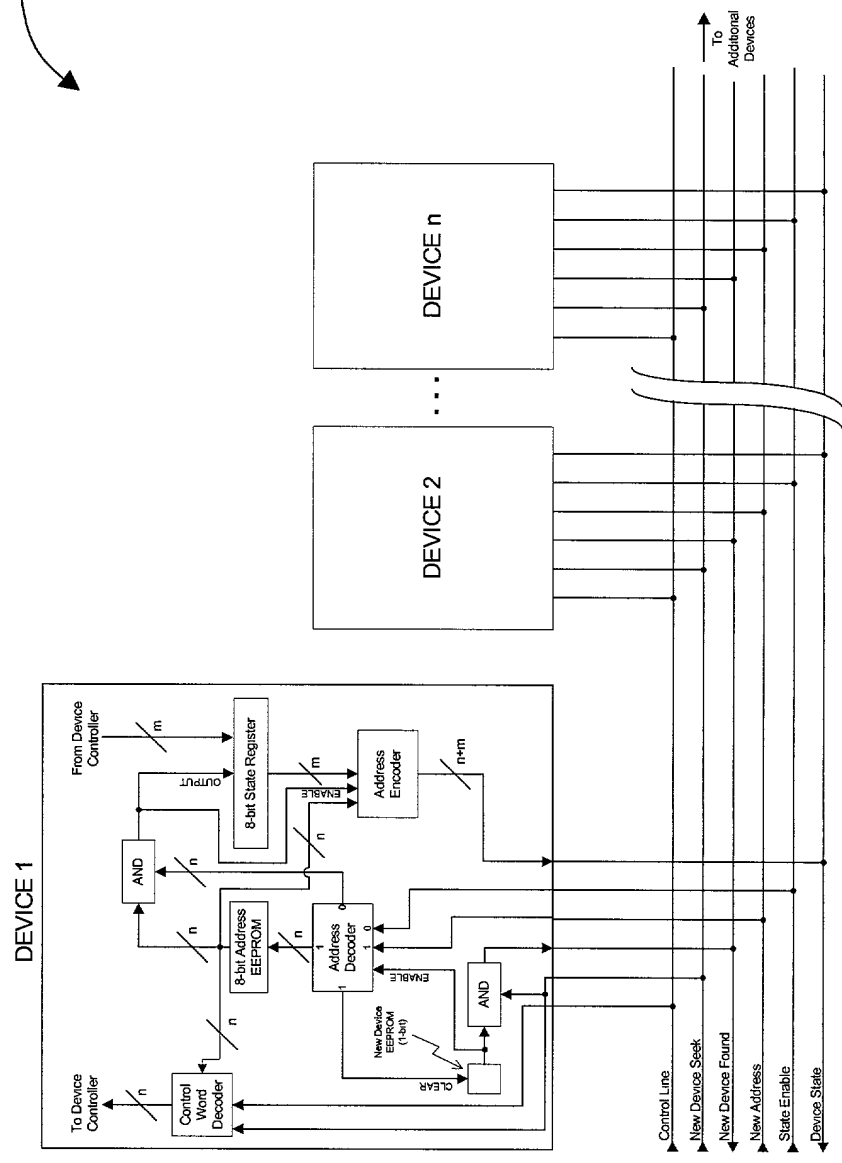 DEVICE 1
To Device
Controller
n
Control
Word
Decoder
n
From Device
Controller
m
AND
n
n
OUTPUT
8-bit State Register
m
ENABLE
n
Address
Encoder
n+m
8-bit Address
EEPROM
n
1
0
Address
Decoder
1
1
0
ENABLE
CLEAR
New Device
EEPROM
(1-bit)
AND
DEVICE 2
...
DEVICE n
Control Line
New Device Seek
New Device Found
New Address
State Enable
Device State
To
Additional
Devices